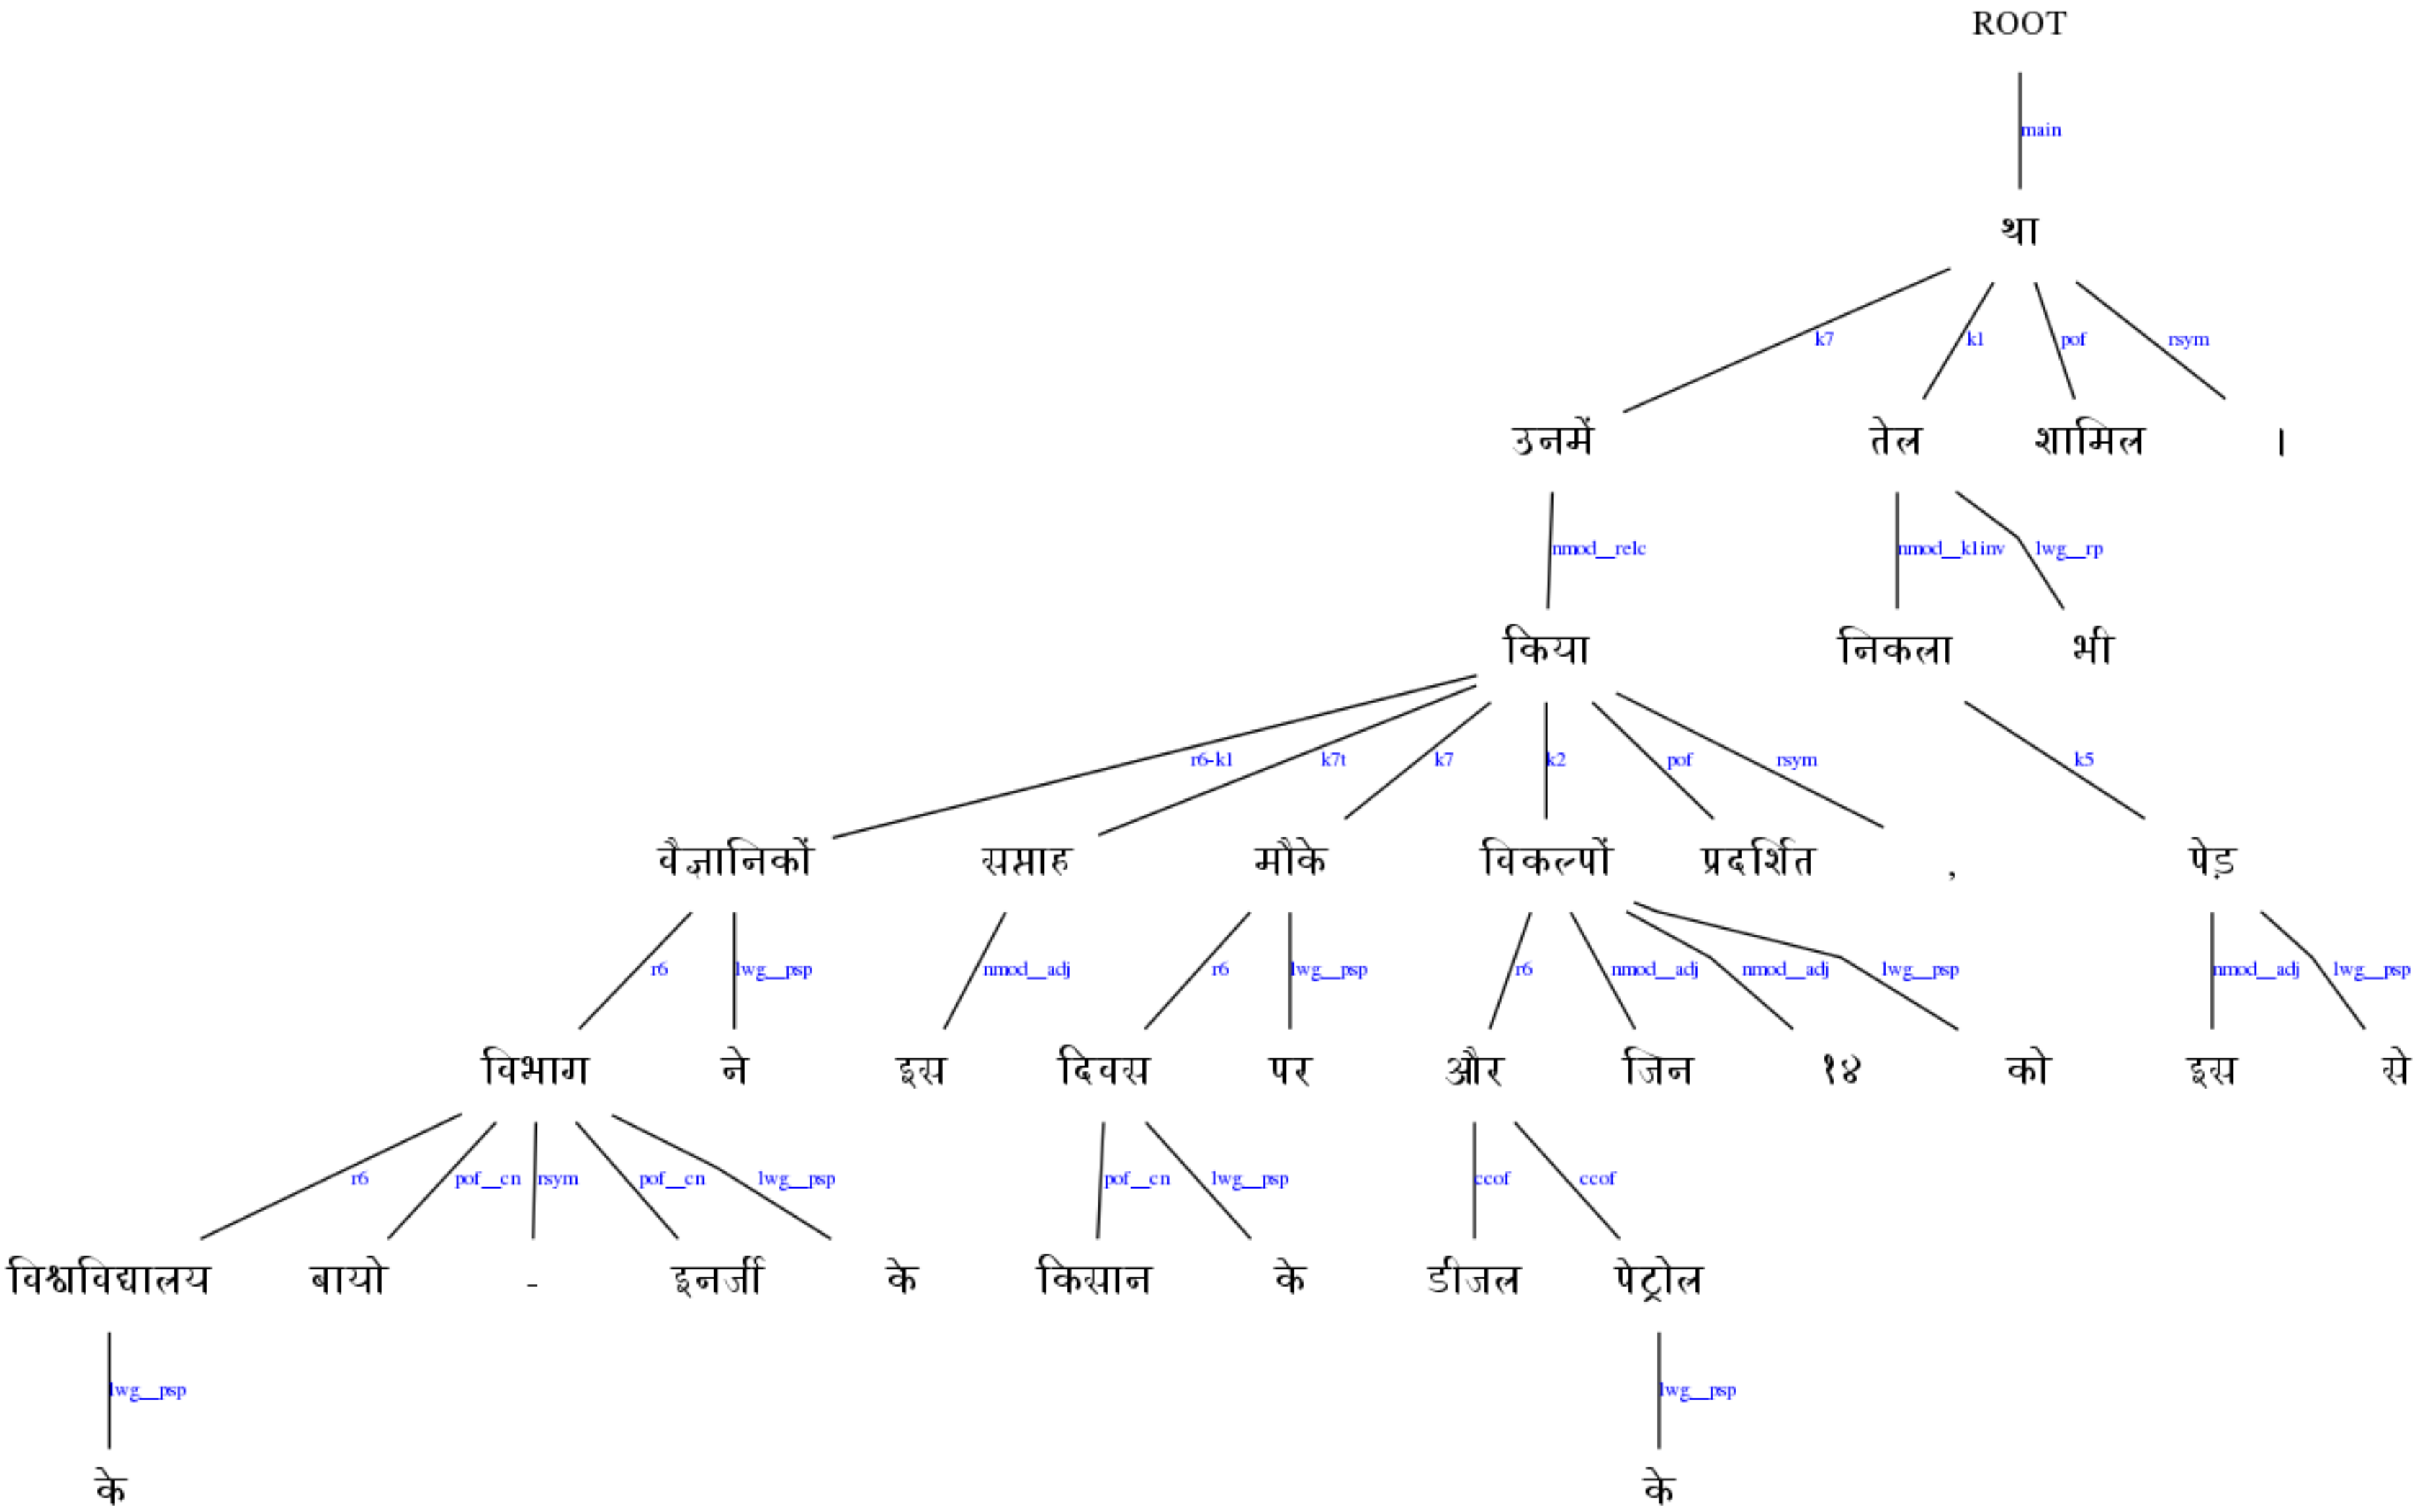 ROOT
main
था
k7 k1 pof rsym
उनमें तेल शामिल ।
nmod__relc nmod__k1inv lwg__rp
किया निकला भी
r6-k1 k7t k7 k2 pof rsym k5
वैज्ञानिकों सप्ताह मौके विकल्पों प्रदर्शित , पेड़
r6 lwg__psp nmod__adj r6 lwg__psp r6 nmod__adj nmod__adj lwg__psp nmod__adj lwg__psp
विभाग ने इस दिवस पर और जिन १४ को इस से
r6 pof__cn rsym pof__cn lwg__psp pof__cn lwg__psp ccof ccof
विश्वविद्यालय बायो - इनर्जी के किसान के डीजल पेट्रोल
lwg__psp lwg__psp
के के